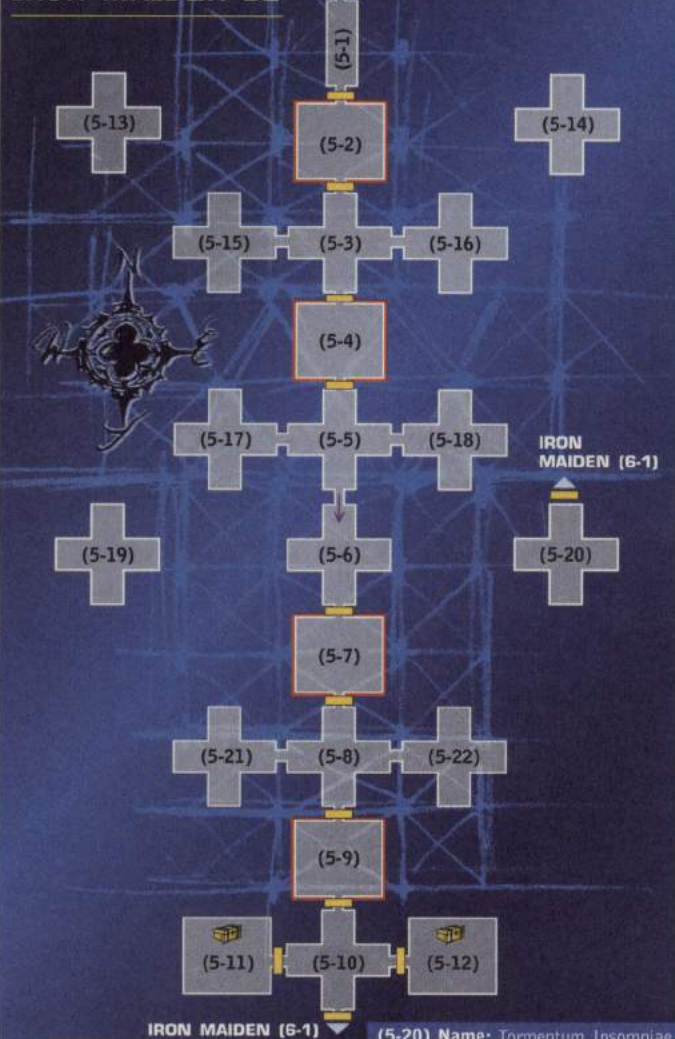 (5-1)
(5-13)
(5-2)
(5-14)
N
(5-15) (5-3) (5-16)
(5-4)
W E
(5-17) (5-5) (5-18)
IRON
MAIDEN (6-1)
(5-19) (5-6) (5-20)
(5-7)
(5-21) (5-8) (5-22)
(5-9)
(5-11) (5-10) (5-12)
IRON MAIDEN (6-1)
(5-20) Name: Tormentum Insomniae